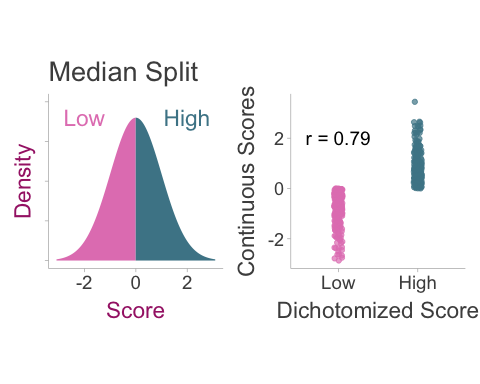 Median Split
Low
High
Density
-2
0
2
Score
Continuous Scores
2
0
-2
r = 0.79
Low
High
Dichotomized Score